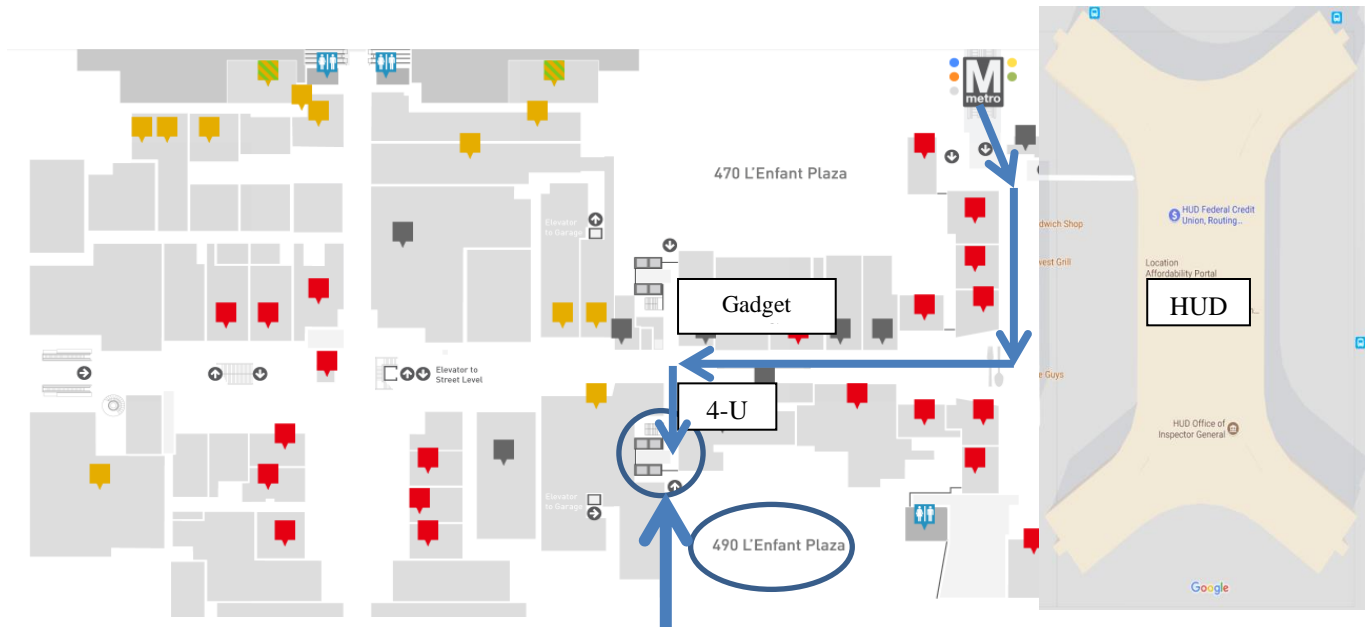 M
metro
470 L'Enfant Plaza
HUD Federal Credit
Union, Routing...
Elevator
to Garage
dwich Shop
vest Grill
Location
Affordability Portal
Gadget
HUD
Elevator to
Street Level
e Guys
4-U
HUD Office of
Inspector General
Elevator
to Garage
490 L'Enfant Plaza
Google